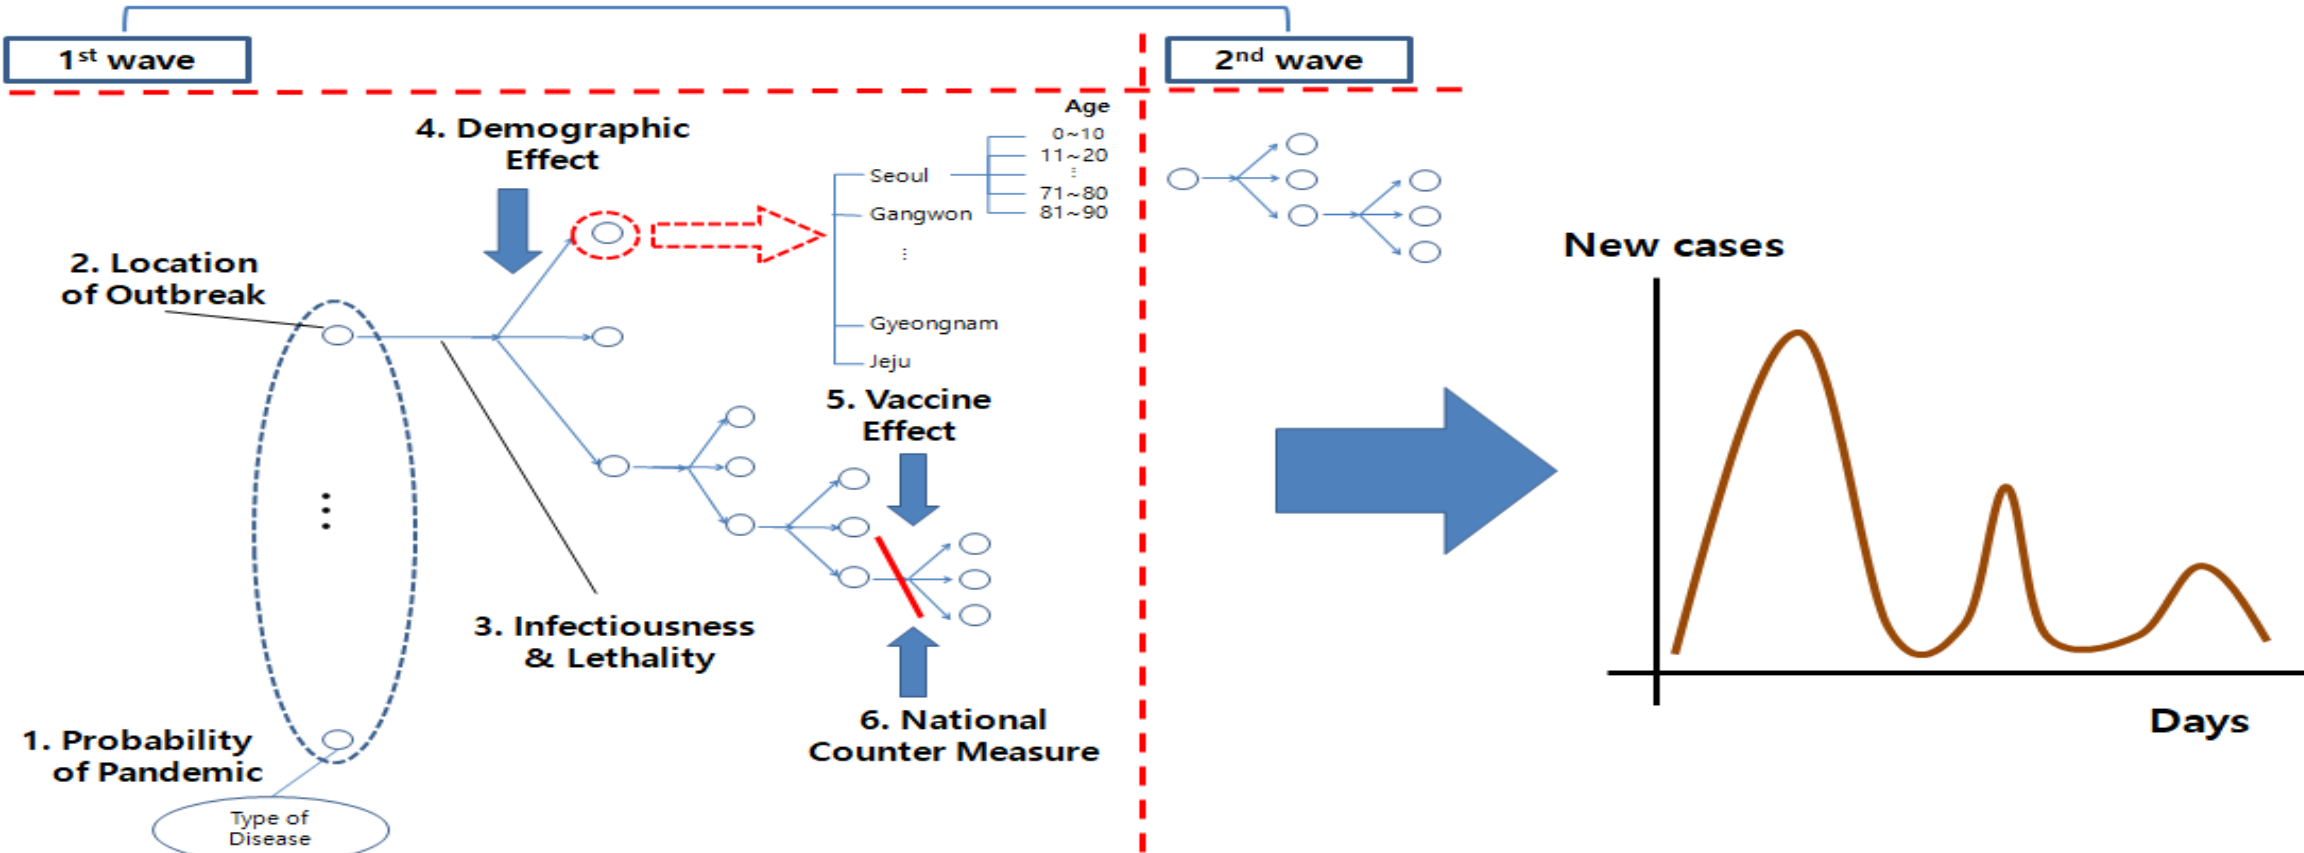 1st wave
2nd wave
4. Demographic
Effect
Age
0~10
11~20
⋮
71~80
81~90
Seoul
Gangwon
⋮
Gyeongnam
Jeju
2. Location
of Outbreak
5. Vaccine
Effect
3. Infectiousness
& Lethality
6. National
Counter Measure
1. Probability
of Pandemic
Type of
Disease
New cases
Days